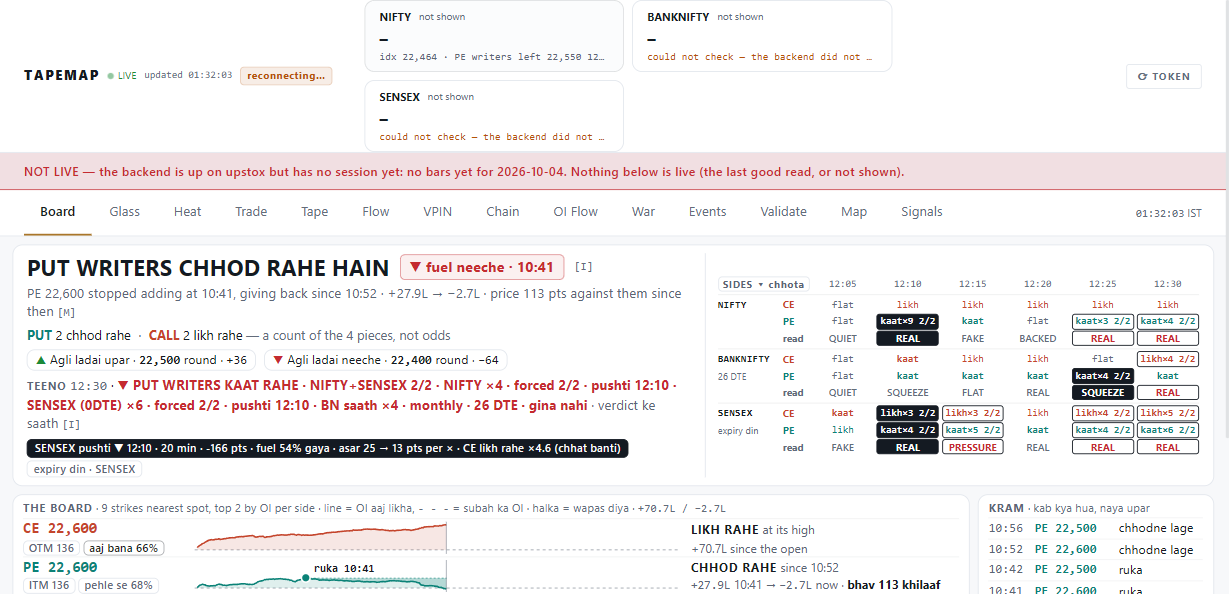 NIFTY not shown
–
idx 22,464 · PE writers left 22,550 12…
BANKNIFTY not shown
–
could not check — the backend did not …
TAPEMAP LIVE updated 01:32:03 reconnecting…
⟳ TOKEN
SENSEX not shown
–
could not check — the backend did not …
NOT LIVE — the backend is up on upstox but has no session yet: no bars yet for 2026-10-04. Nothing below is live (the last good read, or not shown).
Board Glass Heat Trade Tape Flow VPIN Chain OI Flow War Events Validate Map Signals 01:32:03 IST
PUT WRITERS CHHOD RAHE HAIN ▼ fuel neeche · 10:41 [I]
PE 22,600 stopped adding at 10:41, giving back since 10:52 · +27.9L → −2.7L · price 113 pts against them since
then [M]
PUT 2 chhod rahe · CALL 2 likh rahe — a count of the 4 pieces, not odds
▲ Agli ladai upar · 22,500 round · +36 ▼ Agli ladai neeche · 22,400 round · −64
TEENO 12:30 · ▼ PUT WRITERS KAAT RAHE · NIFTY+SENSEX 2/2 · NIFTY ×4 · forced 2/2 · pushti 12:10 ·
SENSEX (0DTE) ×6 · forced 2/2 · pushti 12:10 · BN saath ×4 · monthly · 26 DTE · gina nahi · verdict ke
saath [I]
SENSEX pushti ▼ 12:10 · 20 min · -166 pts · fuel 54% gaya · asar 25 → 13 pts per × · CE likh rahe ×4.6 (chhat banti)
expiry din · SENSEX
SIDES ▾ chhota 12:05 12:10 12:15 12:20 12:25 12:30
NIFTY CE flat likh likh likh likh likh
PE flat kaat×9 2/2 kaat flat kaat×3 2/2 kaat×4 2/2
read QUIET REAL FAKE BACKED REAL REAL
BANKNIFTY CE flat kaat likh likh flat likh×4 2/2
26 DTE PE flat kaat kaat kaat kaat×4 2/2 kaat
read QUIET SQUEEZE FLAT REAL SQUEEZE REAL
SENSEX CE kaat likh×3 2/2 likh×3 2/2 likh likh×4 2/2 likh×5 2/2
expiry din PE likh kaat×4 2/2 kaat×5 2/2 kaat kaat×4 2/2 kaat×6 2/2
read FAKE REAL PRESSURE REAL REAL REAL
THE BOARD · 9 strikes nearest spot, top 2 by OI per side · line = OI aaj likha, - - - = subah ka OI · halka = wapas diya · +70.7L / −2.7L
CE 22,600
OTM 136 aaj bana 66%
LIKH RAHE at its high
+70.7L since the open
PE 22,600
ITM 136 pehle se 68%
ruka 10:41
CHHOD RAHE since 10:52
+27.9L 10:41 → −2.7L now · bhav 113 khilaaf
KRAM · kab kya hua, naya upar
10:56 PE 22,500 chhodne lage
10:52 PE 22,600 chhodne lage
10:42 PE 22,500 ruka
10:41 PE 22,600 ruka